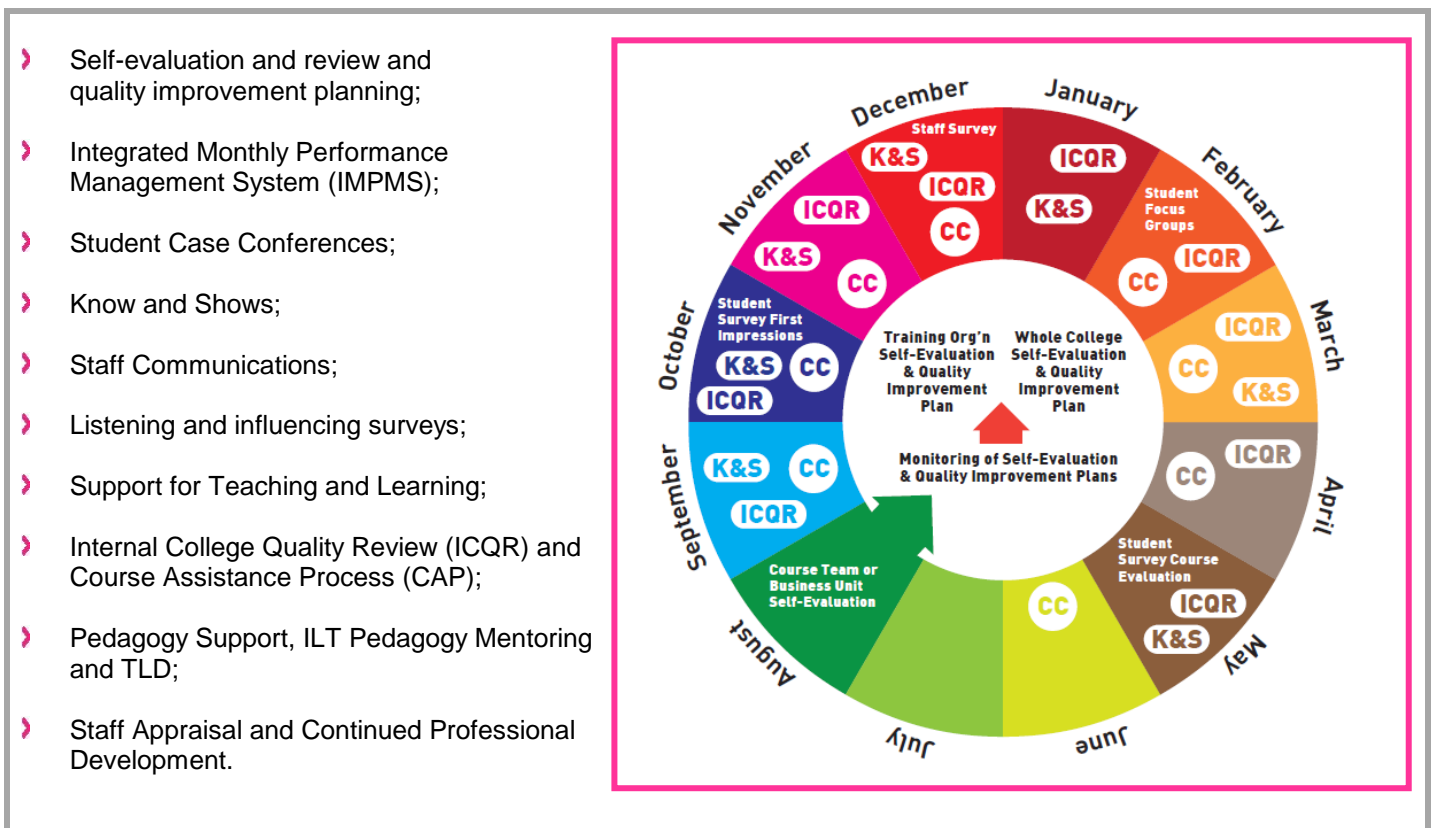 Self-evaluation and review and
quality improvement planning;
Integrated Monthly Performance
Management System (IMPMS);
Student Case Conferences;
Know and Shows;
Staff Communications;
Listening and influencing surveys;
Support for Teaching and Learning;
Internal College Quality Review (ICQR) and
Course Assistance Process (CAP);
Pedagogy Support, ILT Pedagogy Mentoring
and TLD;
Staff Appraisal and Continued Professional
Development.
January
ICQR
K&S
February
Student
Focus
Groups
ICQR
CC
March
ICQR
CC
K&S
April
ICQR
CC
May
Student
Survey Course
Evaluation
ICQR
K&S
June
CC
July
August
Course Team or
Business Unit
Self-Evaluation
September
K&S
CC
ICQR
October
Student
Survey First
Impressions
K&S
CC
ICQR
November
ICQR
K&S
CC
December
Staff Survey
K&S
ICQR
CC
Training Org'n
Self-Evaluation
& Quality
Improvement
Plan
Whole College
Self-Evaluation
& Quality
Improvement
Plan
Monitoring of Self-Evaluation
& Quality Improvement Plans